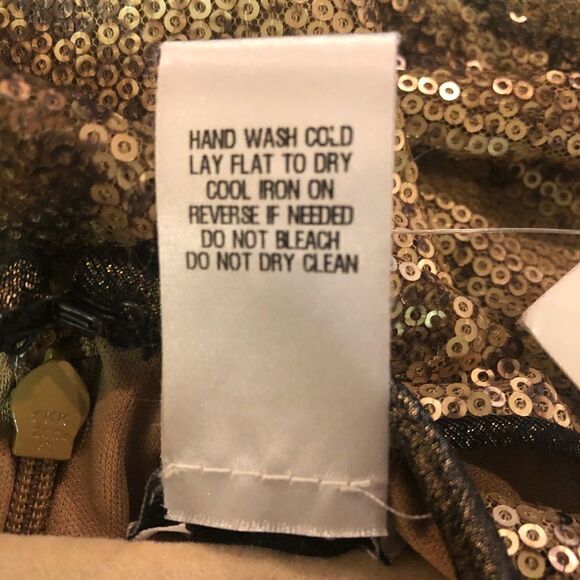 HAND WASH COLD
LAY FLAT TO DRY
COOL IRON ON
REVERSE IF NEEDED
DO NOT BLEACH
DO NOT DRY CLEAN